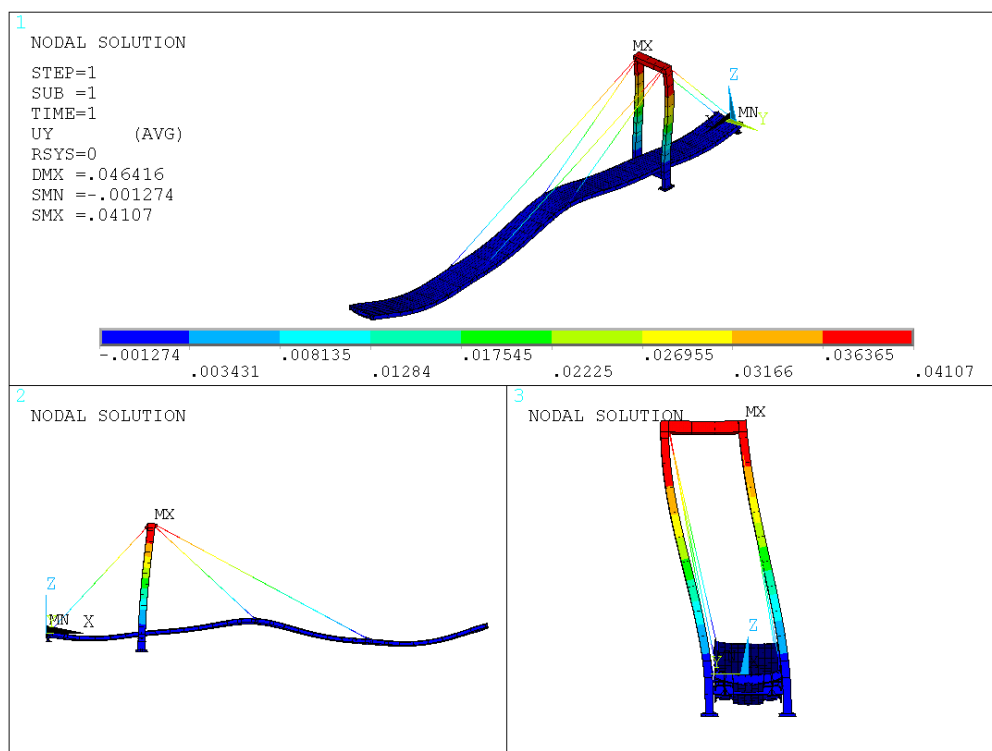 1
NODAL SOLUTION
STEP=1
SUB =1
TIME=1
UY (AVG)
RSYS=0
DMX =.046416
SMN =-.001274
SMX =.04107
MX
Z
MN
Y
-.001274 .008135 .017545 .026955 .036365
.003431 .01284 .02225 .03166 .04107
2
NODAL SOLUTION
MX
Z
MN X
3
NODAL SOLUTION
MX
Z
Y